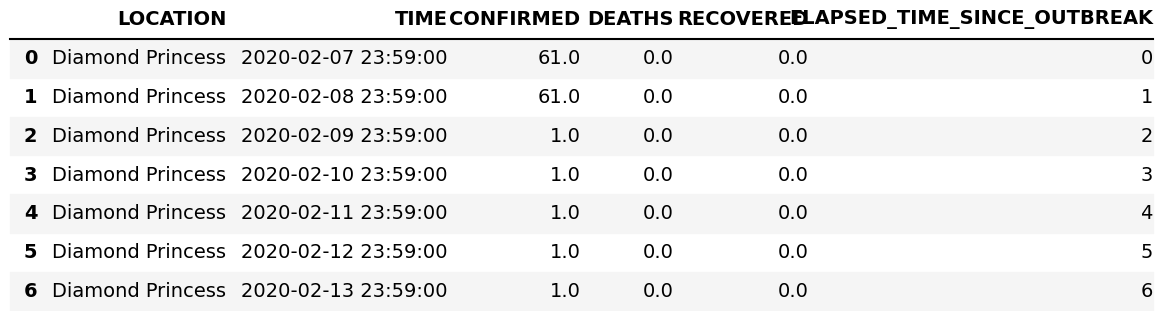 LOCATION TIME CONFIRMED DEATHS RECOVERED ELAPSED_TIME_SINCE_OUTBREAK
0 Diamond Princess 2020-02-07 23:59:00 61.0 0.0 0.0 0
1 Diamond Princess 2020-02-08 23:59:00 61.0 0.0 0.0 1
2 Diamond Princess 2020-02-09 23:59:00 1.0 0.0 0.0 2
3 Diamond Princess 2020-02-10 23:59:00 1.0 0.0 0.0 3
4 Diamond Princess 2020-02-11 23:59:00 1.0 0.0 0.0 4
5 Diamond Princess 2020-02-12 23:59:00 1.0 0.0 0.0 5
6 Diamond Princess 2020-02-13 23:59:00 1.0 0.0 0.0 6